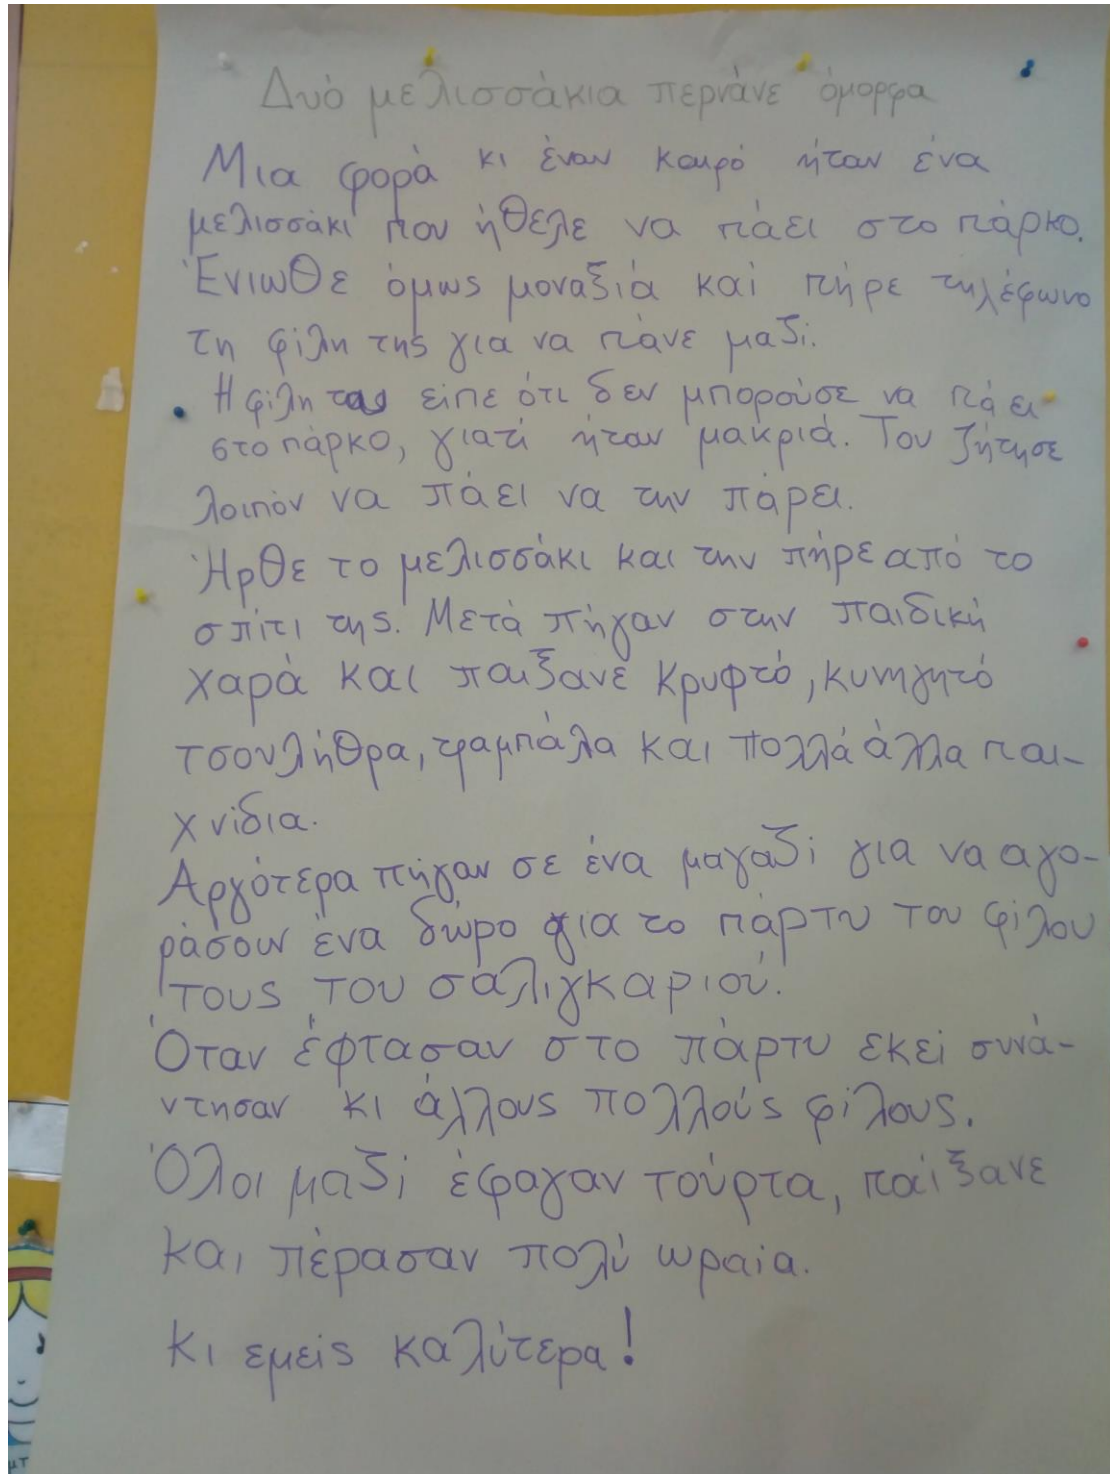 Δυό μελισσάκια περνάνε όμορφα
Μια φορά κι έναν καιρό ήταν ένα
μελισσάκι που ήθελε να πάει στο πάρκο.
Ένιωθε όμως μοναξιά καί πήρε τηλέφωνο
τη φίλη της για να πάνε μαζί.
Η φίλη του είπε ότι δεν μπορούσε να πάει
στο πάρκο, γιατί ήταν μακριά. Του ζήτησε
λοιπόν να πάει να την πάρει.
Ήρθε το μελισσάκι και την πήρε από το
σπίτι της. Μετά πήγαν στην παιδική
χαρά και παιξανε κρυφτό, κυνηγητό
τσουλήθρα, τραμπάλα και πολλά άλλα παι-
χνίδια.
Αργότερα πήγαν σε ένα μαγαζί για να αγο-
ράσουν ένα δώρο για το πάρτυ του φίλου
τους του σαλιγκαριού.
Όταν έφτασαν στο πάρτυ εκεί συνά-
ντησαν κι άλλους πολλούς φίλους.
Όλοι μαζί έφαγαν τούρτα, παίξανε
και πέρασαν πολύ ωραία.
Κι εμείς καλύτερα!
μΤ